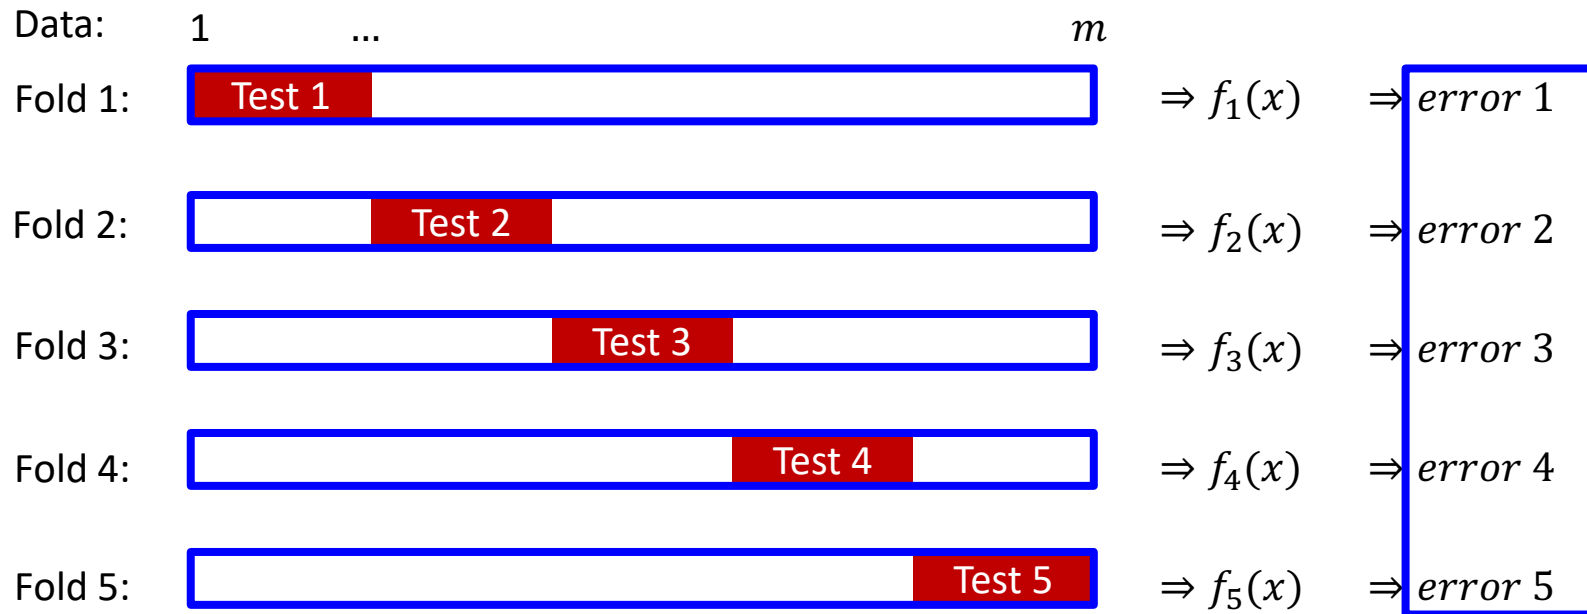 Data: 1 ... m
Fold 1: Test 1 ⇒ f₁(x) ⇒ error 1
Fold 2: Test 2 ⇒ f₂(x) ⇒ error 2
Fold 3: Test 3 ⇒ f₃(x) ⇒ error 3
Fold 4: Test 4 ⇒ f₄(x) ⇒ error 4
Fold 5: Test 5 ⇒ f₅(x) ⇒ error 5